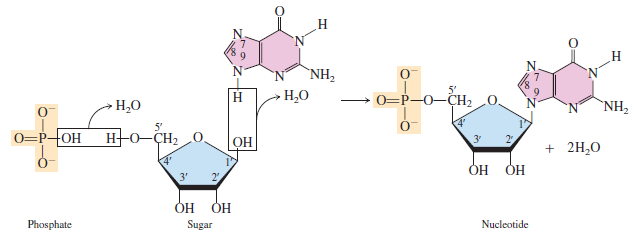 O
H
N
N
7
8
9
N
N
NH₂
H
H₂O
OH
O⁻
O=P–OH
O⁻
H₂O
H–O–CH₂
5'
O
4'
1'
3'
2'
OH
OH
Phosphate
Sugar
O
H
N
N
7
8
9
N
N
NH₂
O⁻
O=P–O–CH₂
O⁻
5'
O
4'
1'
3'
2'
OH
OH
+ 2H₂O
Nucleotide